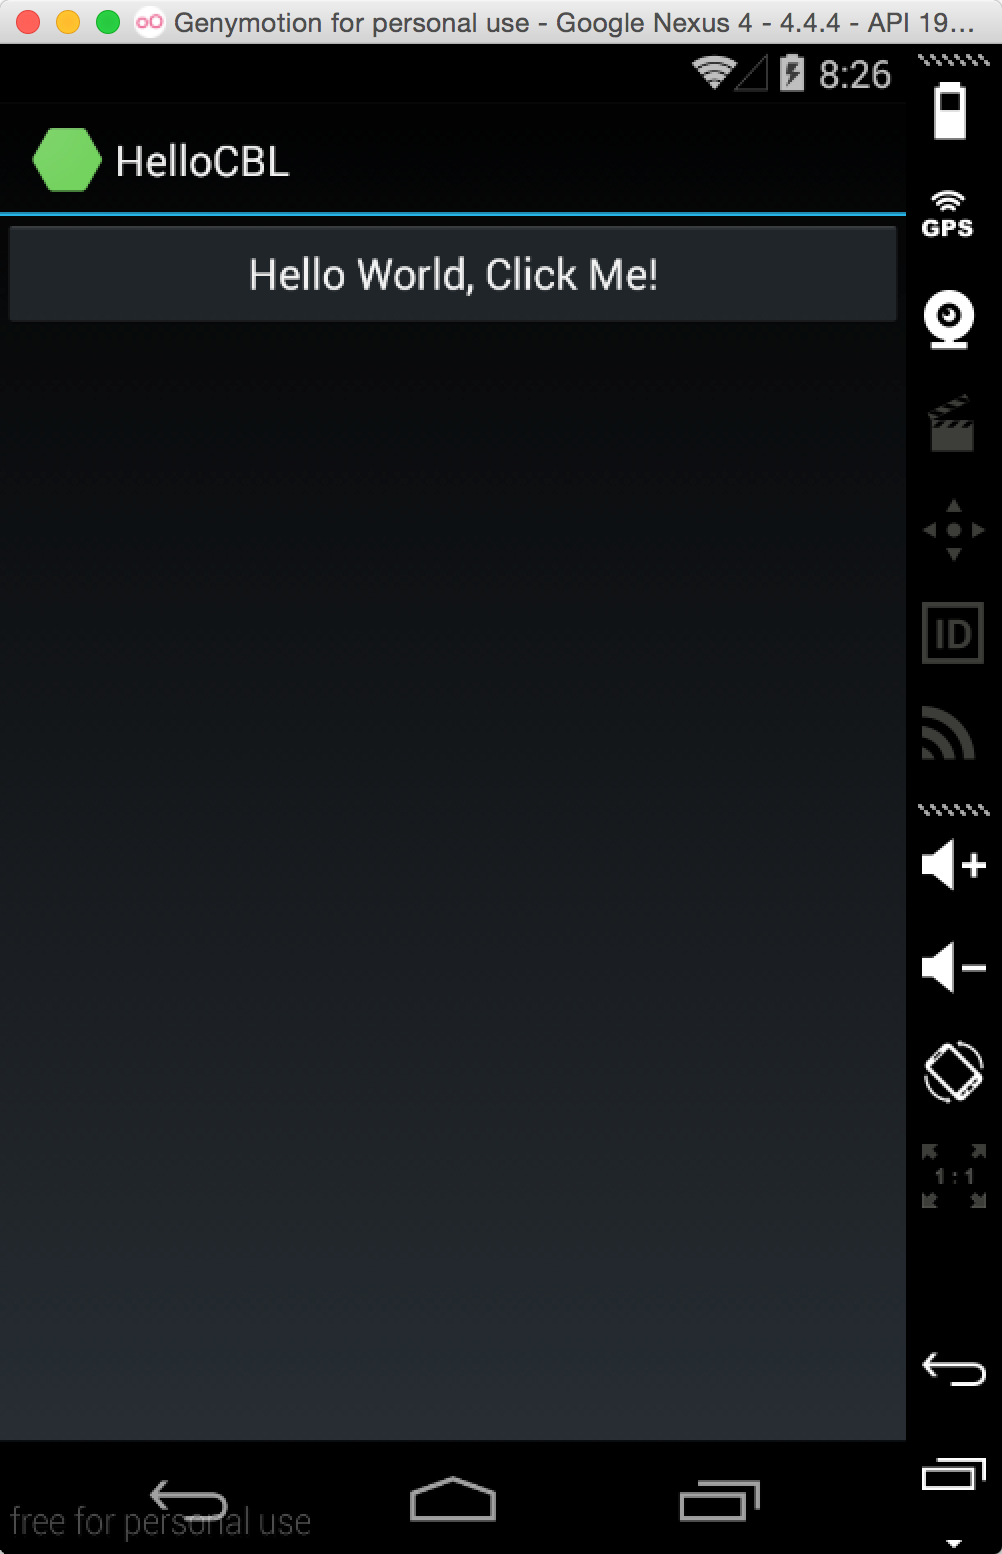 Genymotion for personal use - Google Nexus 4 - 4.4.4 - API 19...
8:26
HelloCBL
GPS
Hello World, Click Me!
ID
1:1
free for personal use